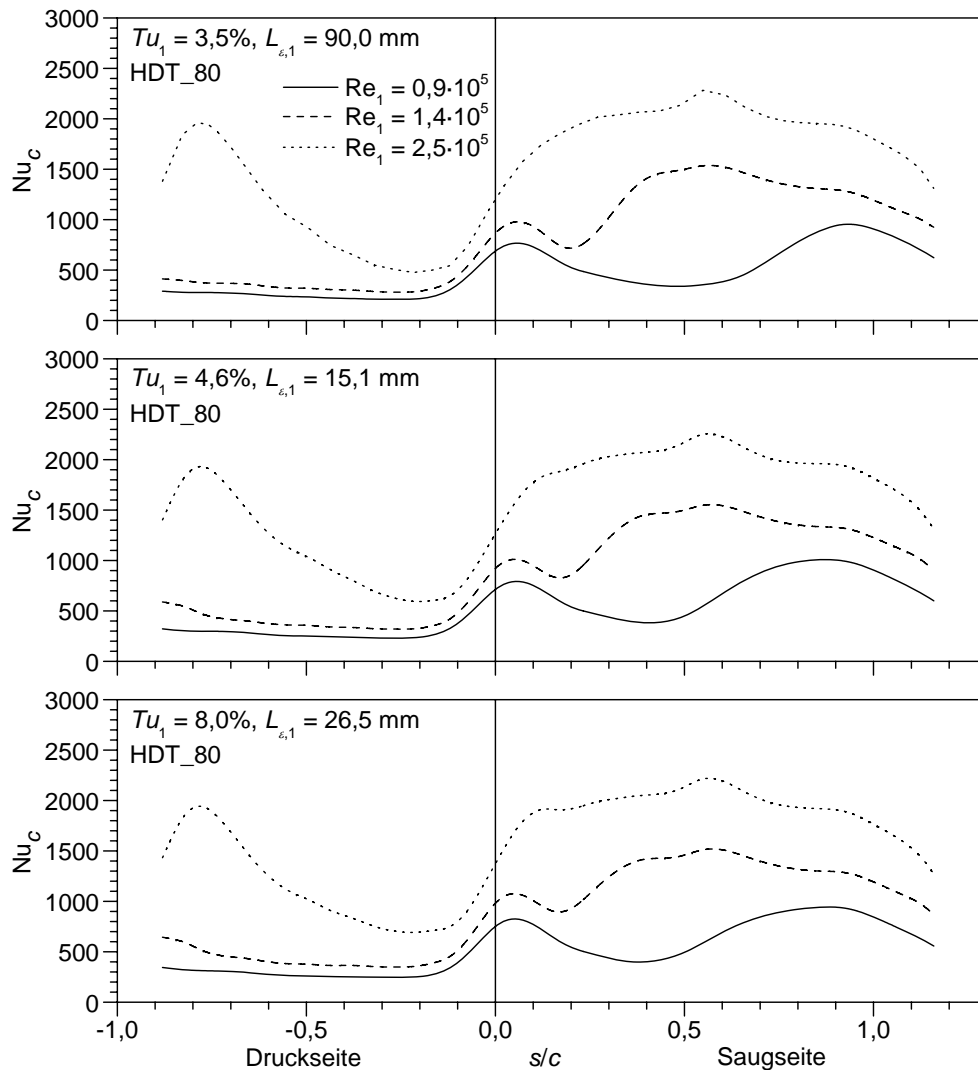 3000
2500
2000
1500
1000
500
0
Nu_c
Tu_1 = 3,5%, L_ε,1 = 90,0 mm
HDT_80
Re_1 = 0,9·10^5
Re_1 = 1,4·10^5
Re_1 = 2,5·10^5
3000
2500
2000
1500
1000
500
0
Nu_c
Tu_1 = 4,6%, L_ε,1 = 15,1 mm
HDT_80
3000
2500
2000
1500
1000
500
0
Nu_c
Tu_1 = 8,0%, L_ε,1 = 26,5 mm
HDT_80
-1,0 -0,5 0,0 0,5 1,0
Druckseite s/c Saugseite